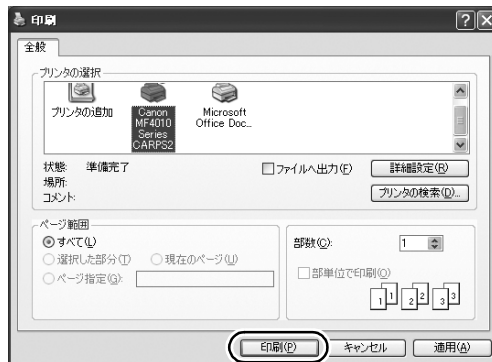 印刷
全般
プリンタの選択
プリンタの追加
Canon
MF4010
Series
CARPS2
Microsoft
Office Doc...
状態: 準備完了
場所:
コメント:
ファイルへ出力(F)
詳細設定(R)
プリンタの検索(D)...
ページ範囲
すべて(L)
選択した部分(T) 現在のページ(U)
ページ指定(G):
部数(C): 1
部単位で印刷(O)
1 1 2 2 3 3
印刷(P) キャンセル 適用(A)